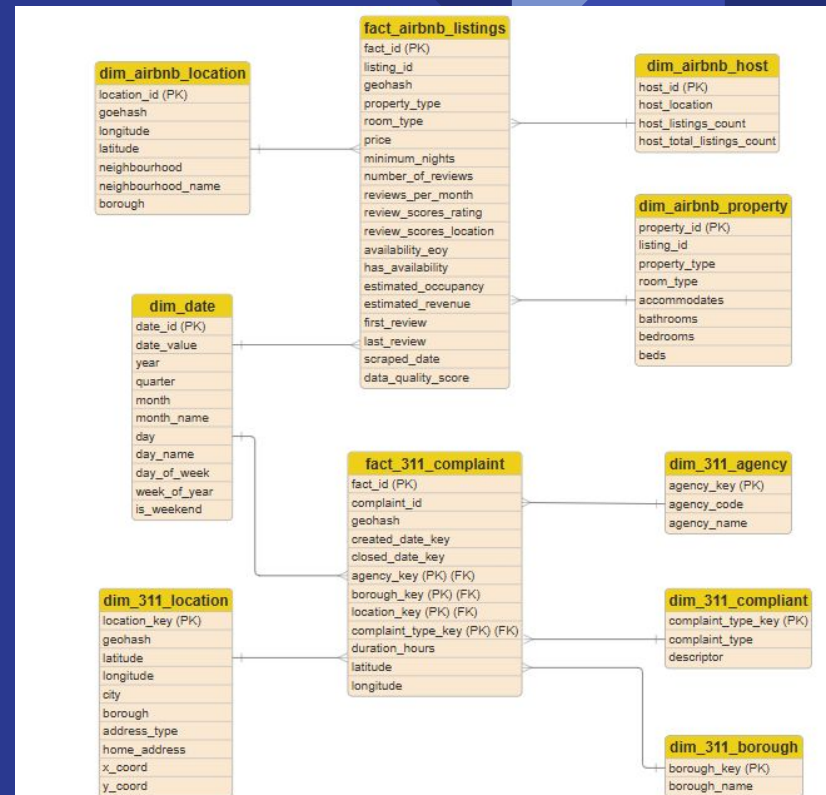 fact_airbnb_listings
fact_id (PK)
listing_id
geohash
property_type
room_type
price
minimum_nights
number_of_reviews
reviews_per_month
review_scores_rating
review_scores_location
availability_eoy
has_availability
estimated_occupancy
estimated_revenue
first_review
last_review
scraped_date
data_quality_score
dim_airbnb_location
location_id (PK)
goehash
longitude
latitude
neighbourhood
neighbourhood_name
borough
dim_airbnb_host
host_id (PK)
host_location
host_listings_count
host_total_listings_count
dim_airbnb_property
property_id (PK)
listing_id
property_type
room_type
accommodates
bathrooms
bedrooms
beds
dim_date
date_id (PK)
date_value
year
quarter
month
month_name
day
day_name
day_of_week
week_of_year
is_weekend
fact_311_complaint
fact_id (PK)
complaint_id
geohash
created_date_key
closed_date_key
agency_key (PK) (FK)
borough_key (PK) (FK)
location_key (PK) (FK)
complaint_type_key (PK) (FK)
duration_hours
latitude
longitude
dim_311_agency
agency_key (PK)
agency_code
agency_name
dim_311_location
location_key (PK)
geohash
latitude
longitude
city
borough
address_type
home_address
x_coord
y_coord
dim_311_compliant
complaint_type_key (PK)
complaint_type
descriptor
dim_311_borough
borough_key (PK)
borough_name